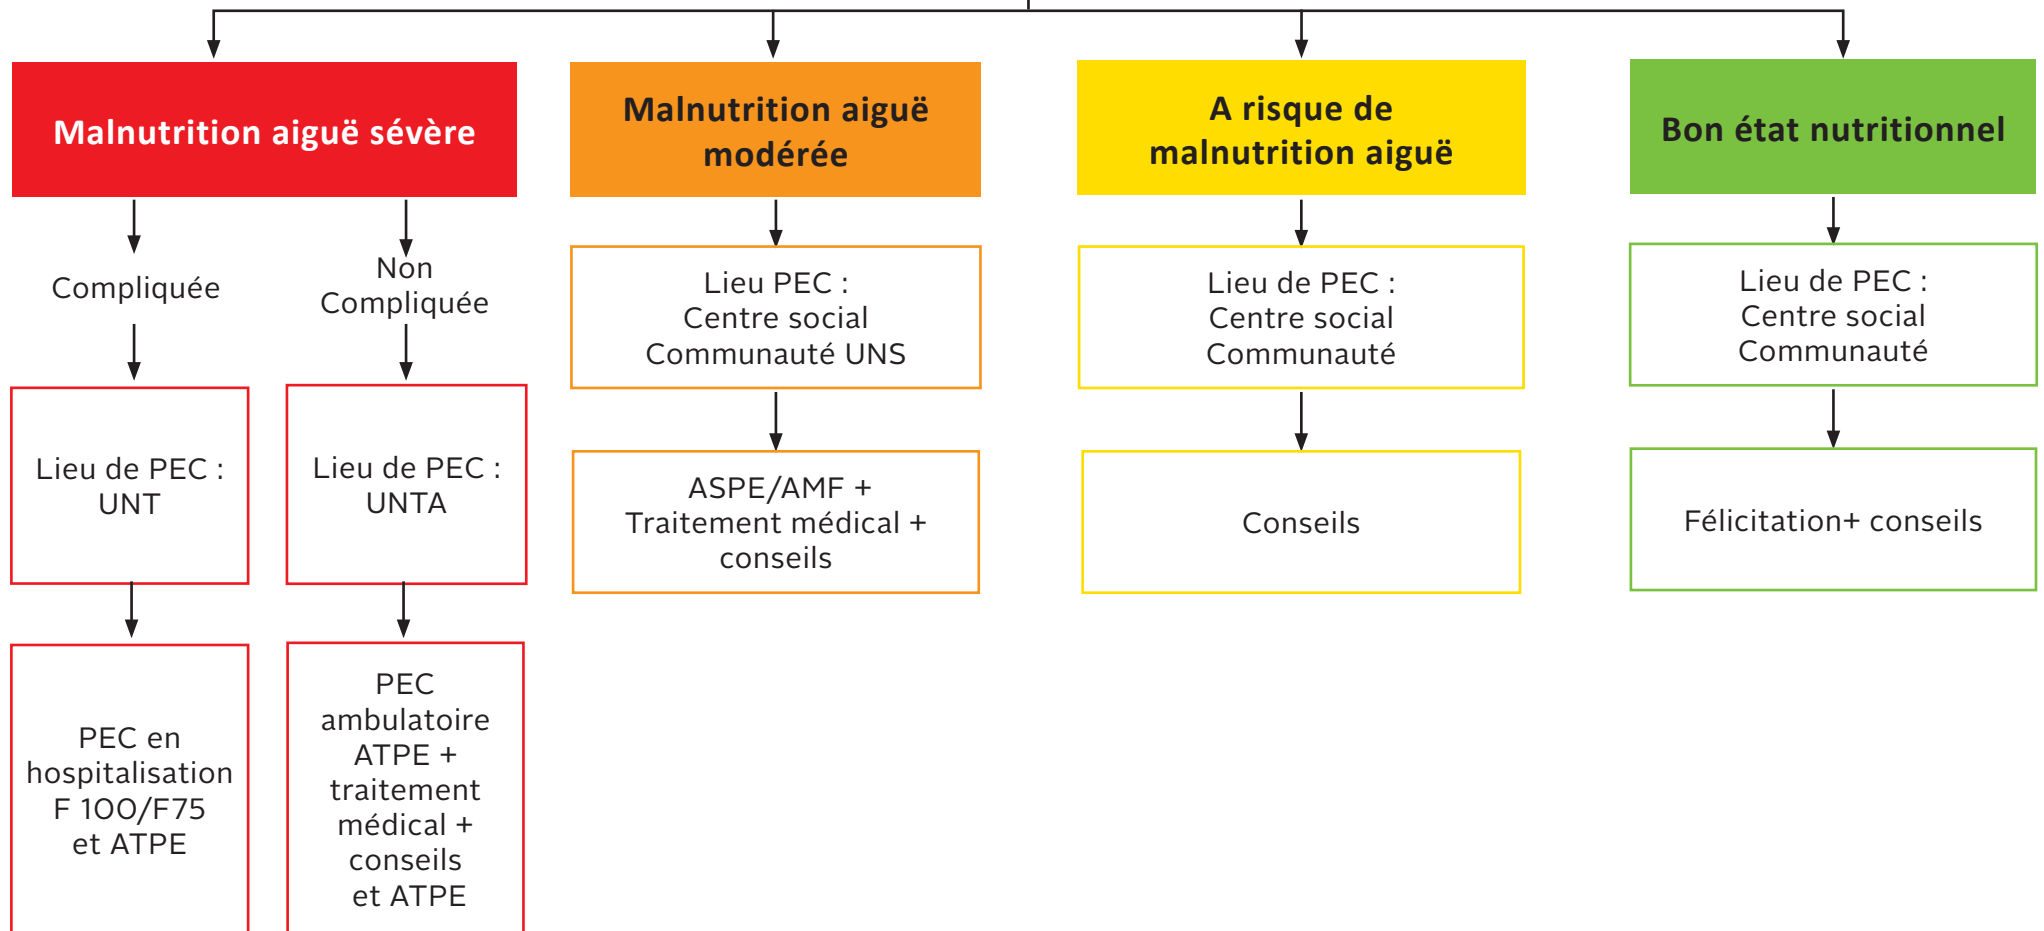 Malnutrition aiguë sévère
Malnutrition aiguë
modérée
A risque de
malnutrition aiguë
Bon état nutritionnel
Compliquée
Non
Compliquée
Lieu de PEC :
UNT
Lieu de PEC :
UNTA
PEC en
hospitalisation
F 100/F75
et ATPE
PEC
ambulatoire
ATPE +
traitement
médical +
conseils
et ATPE
Lieu PEC :
Centre social
Communauté UNS
ASPE/AMF +
Traitement médical +
conseils
Lieu de PEC :
Centre social
Communauté
Conseils
Lieu de PEC :
Centre social
Communauté
Félicitation+ conseils